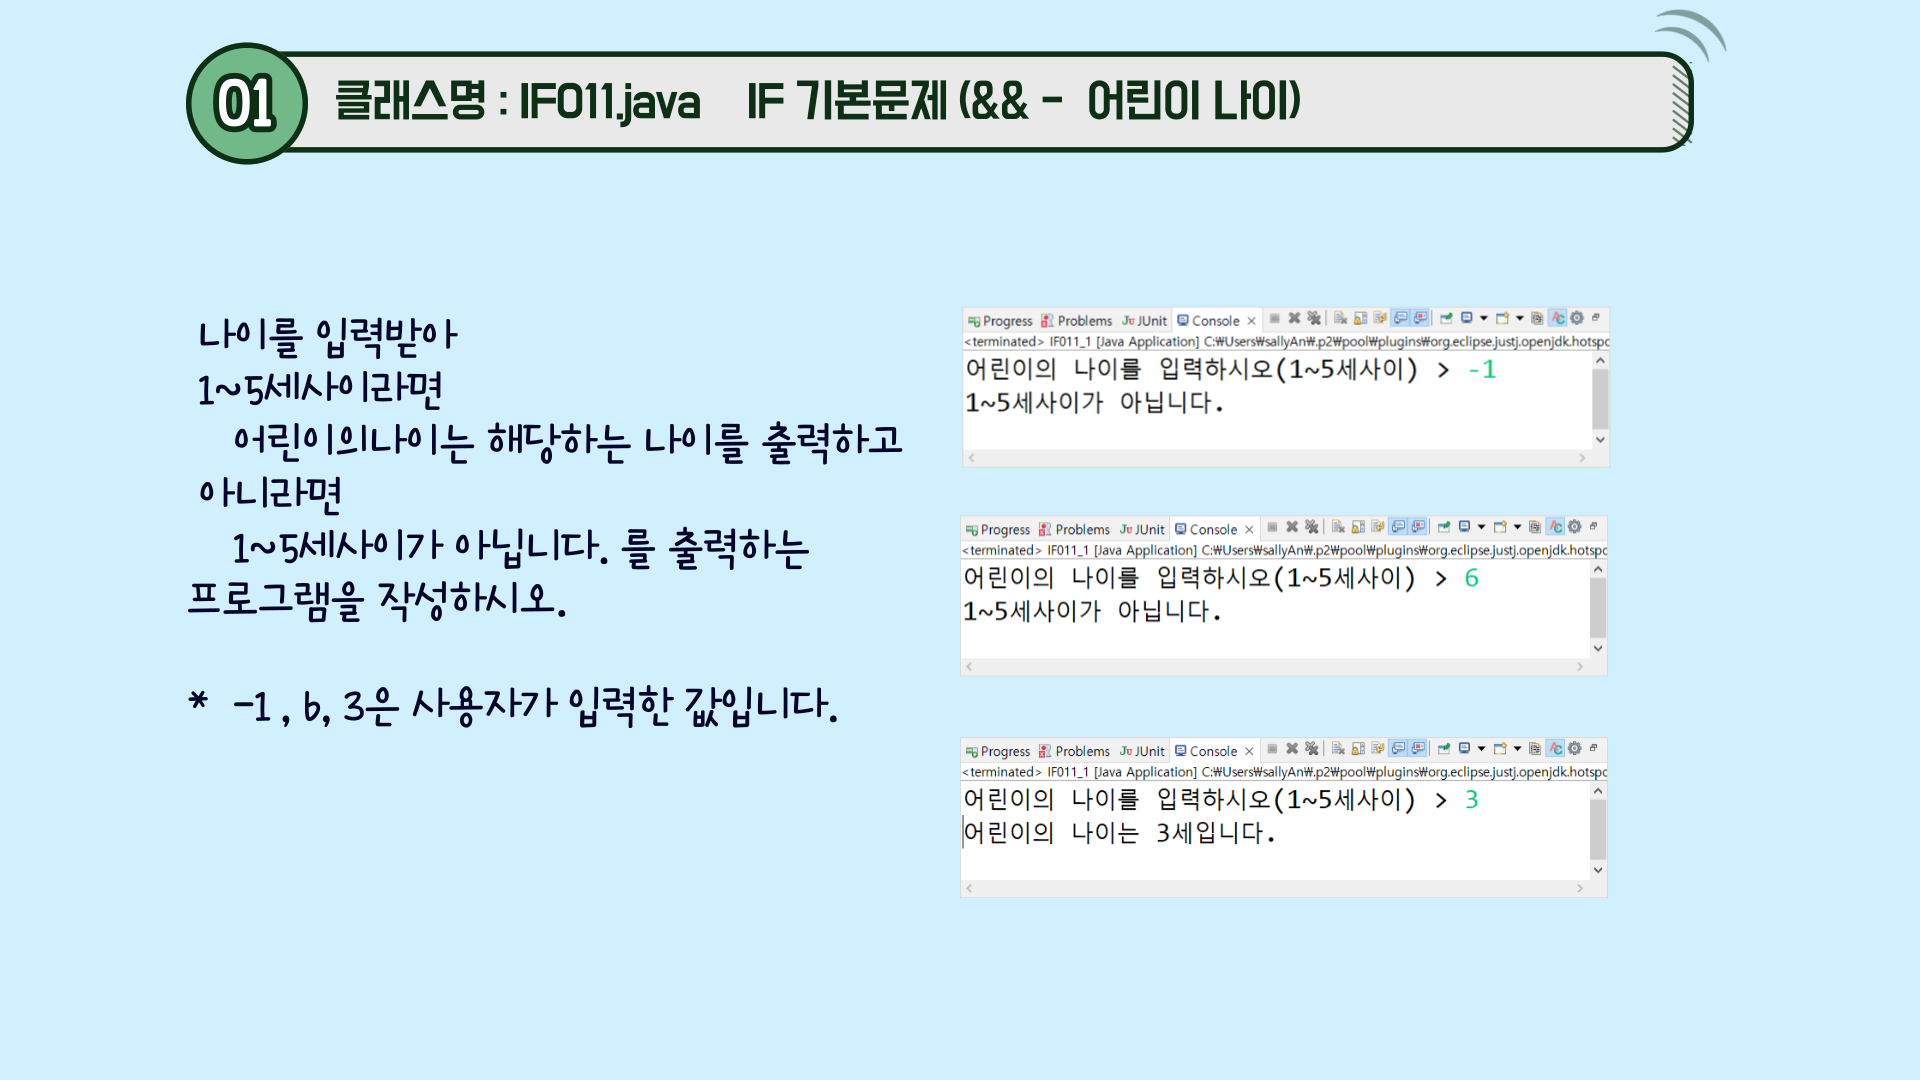 01
클래스명 : IF011.java IF 기본문제 (&& - 어린이 나이)
나이를 입력받아
1~5세사이라면
어린이의나이는 해당하는 나이를 출력하고
아니라면
1~5세사이가 아닙니다. 를 출력하는
프로그램을 작성하시오.
* -1 , 6, 3은 사용자가 입력한 값입니다.
Progress Problems JUnit Console
<terminated> IF011_1 [Java Application] C:₩Users₩sallyAn₩.p2₩pool₩plugins₩org.eclipse.justj.openjdk.hotspo
어린이의 나이를 입력하시오(1~5세사이) > -1
1~5세사이가 아닙니다.
Progress Problems JUnit Console
<terminated> IF011_1 [Java Application] C:₩Users₩sallyAn₩.p2₩pool₩plugins₩org.eclipse.justj.openjdk.hotspo
어린이의 나이를 입력하시오(1~5세사이) > 6
1~5세사이가 아닙니다.
Progress Problems JUnit Console
<terminated> IF011_1 [Java Application] C:₩Users₩sallyAn₩.p2₩pool₩plugins₩org.eclipse.justj.openjdk.hotspo
어린이의 나이를 입력하시오(1~5세사이) > 3
어린이의 나이는 3세입니다.